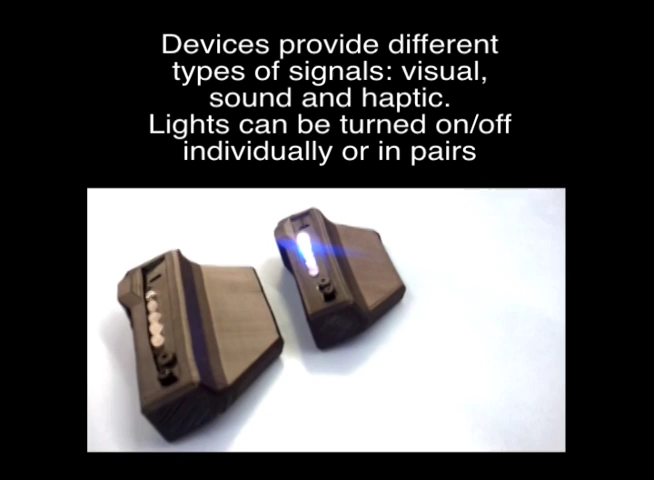 Devices provide different
types of signals: visual,
sound and haptic.
Lights can be turned on/off
individually or in pairs